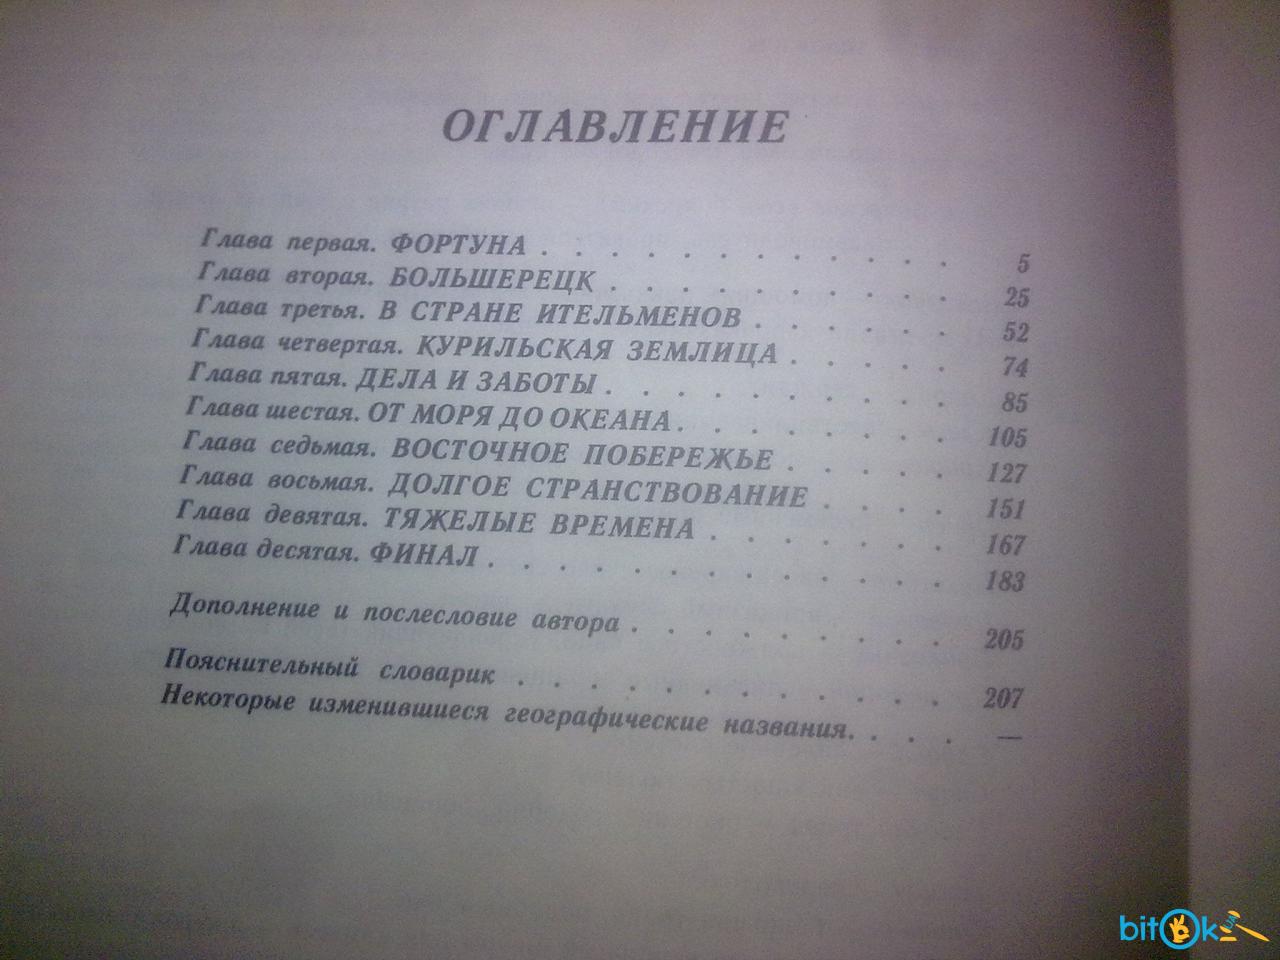 ОГЛАВЛЕНИЕ
Глава первая. ФОРТУНА . . . . . . . . . . . . . . 5
Глава вторая. БОЛЬШЕРЕЦК . . . . . . . . . . . . 25
Глава третья. В СТРАНЕ ИТЕЛЬМЕНОВ . . . . . . . 52
Глава четвертая. КУРИЛЬСКАЯ ЗЕМЛИЦА . . . . . . 74
Глава пятая. ДЕЛА И ЗАБОТЫ . . . . . . . . . . . . 85
Глава шестая. ОТ МОРЯ ДО ОКЕАНА . . . . . . . . . 105
Глава седьмая. ВОСТОЧНОЕ ПОБЕРЕЖЬЕ . . . . . . 127
Глава восьмая. ДОЛГОЕ СТРАНСТВОВАНИЕ . . . . . 151
Глава девятая. ТЯЖЕЛЫЕ ВРЕМЕНА . . . . . . . . 167
Глава десятая. ФИНАЛ . . . . . . . . . . . . . . 183
Дополнение и послесловие автора . . . . . . . . . 205
Пояснительный словарик . . . . . . . . . . . . . 207
Некоторые изменившиеся географические названия. . . . . —
bitOk.ua